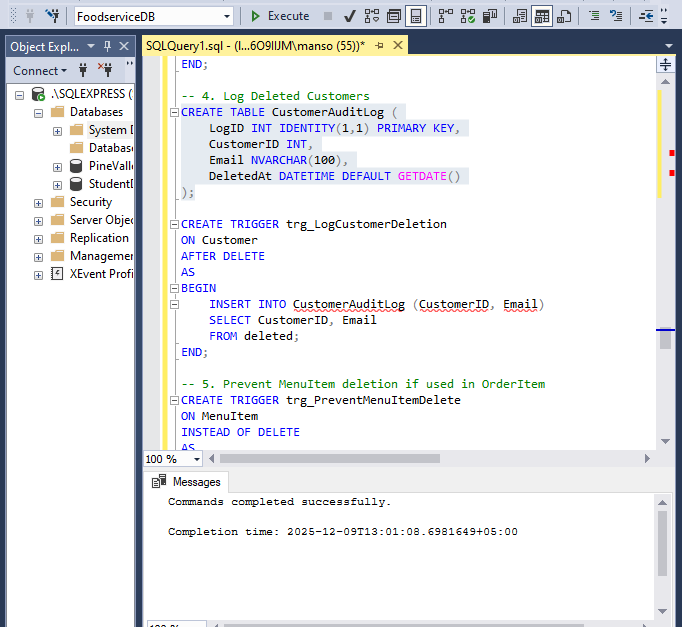 FoodserviceDB
Execute
Object Expl...
SQLQuery1.sql - (l...6O9IIJM\manso (55))*
Connect
.\SQLEXPRESS (
Databases
System D
Databas
PineValle
StudentD
Security
Server Objec
Replication
Managemer
XEvent Profi
END;
-- 4. Log Deleted Customers
CREATE TABLE CustomerAuditLog (
LogID INT IDENTITY(1,1) PRIMARY KEY,
CustomerID INT,
Email NVARCHAR(100),
DeletedAt DATETIME DEFAULT GETDATE()
);
CREATE TRIGGER trg_LogCustomerDeletion
ON Customer
AFTER DELETE
AS
BEGIN
INSERT INTO CustomerAuditLog (CustomerID, Email)
SELECT CustomerID, Email
FROM deleted;
END;
-- 5. Prevent MenuItem deletion if used in OrderItem
CREATE TRIGGER trg_PreventMenuItemDelete
ON MenuItem
INSTEAD OF DELETE
AS
100 %
Messages
Commands completed successfully.
Completion time: 2025-12-09T13:01:08.6981649+05:00
100 %